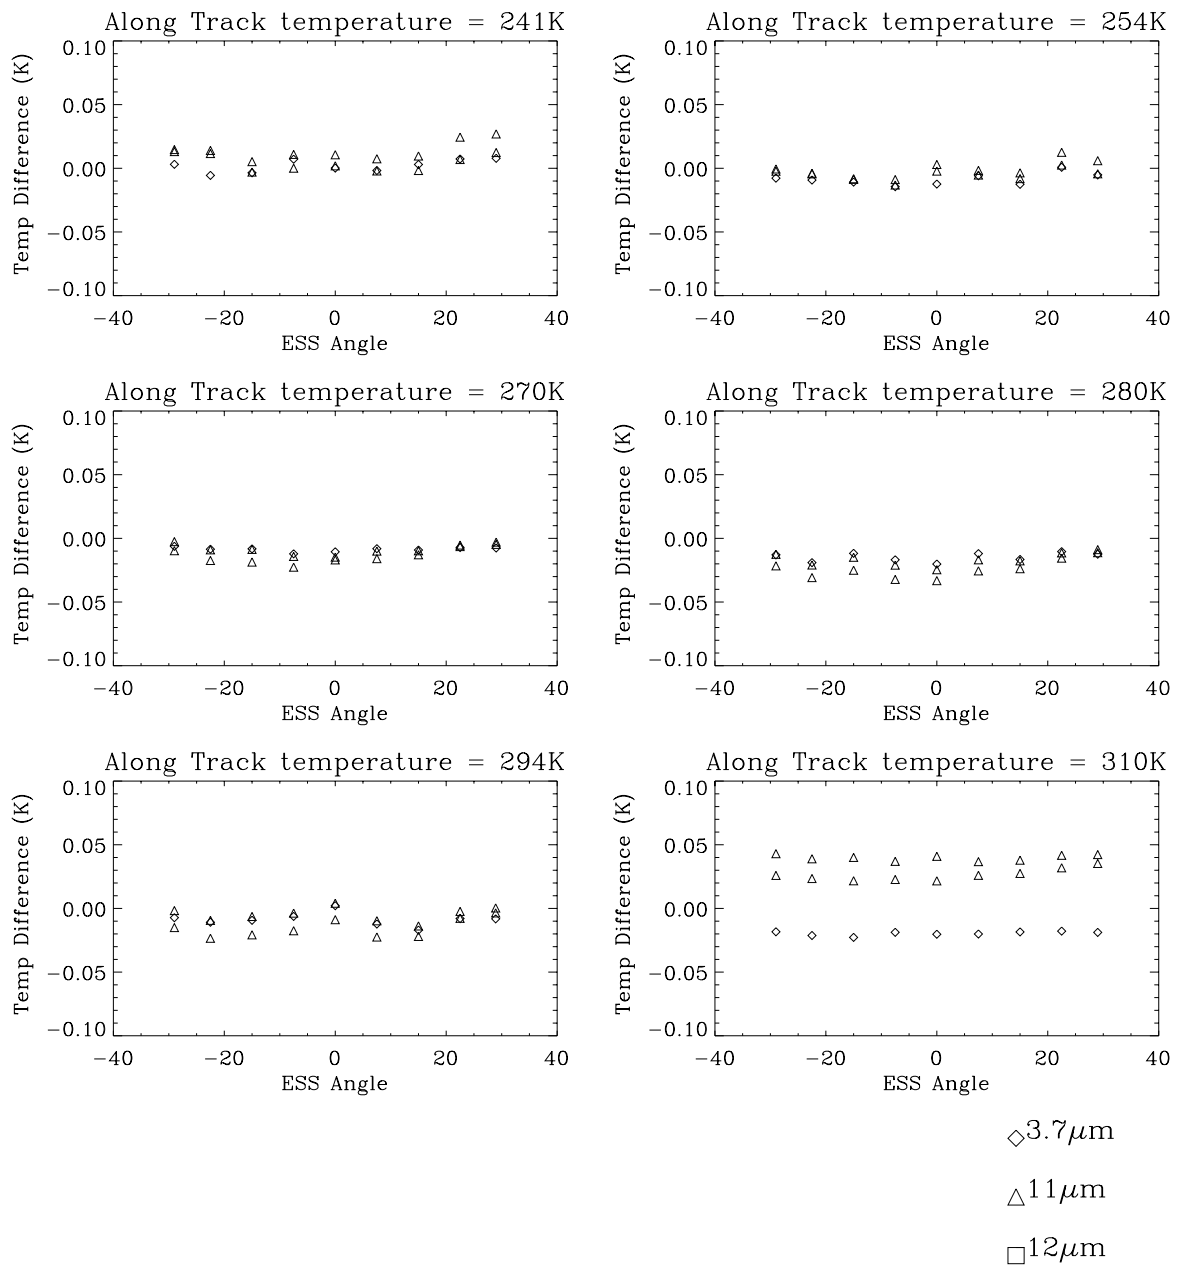 Along Track temperature = 241K
Temp Difference (K)
0.10
0.05
0.00
−0.05
−0.10
−40 −20 0 20 40
ESS Angle
Along Track temperature = 254K
Temp Difference (K)
0.10
0.05
0.00
−0.05
−0.10
−40 −20 0 20 40
ESS Angle
Along Track temperature = 270K
Temp Difference (K)
0.10
0.05
0.00
−0.05
−0.10
−40 −20 0 20 40
ESS Angle
Along Track temperature = 280K
Temp Difference (K)
0.10
0.05
0.00
−0.05
−0.10
−40 −20 0 20 40
ESS Angle
Along Track temperature = 294K
Temp Difference (K)
0.10
0.05
0.00
−0.05
−0.10
−40 −20 0 20 40
ESS Angle
Along Track temperature = 310K
Temp Difference (K)
0.10
0.05
0.00
−0.05
−0.10
−40 −20 0 20 40
ESS Angle
3.7μm
11μm
12μm